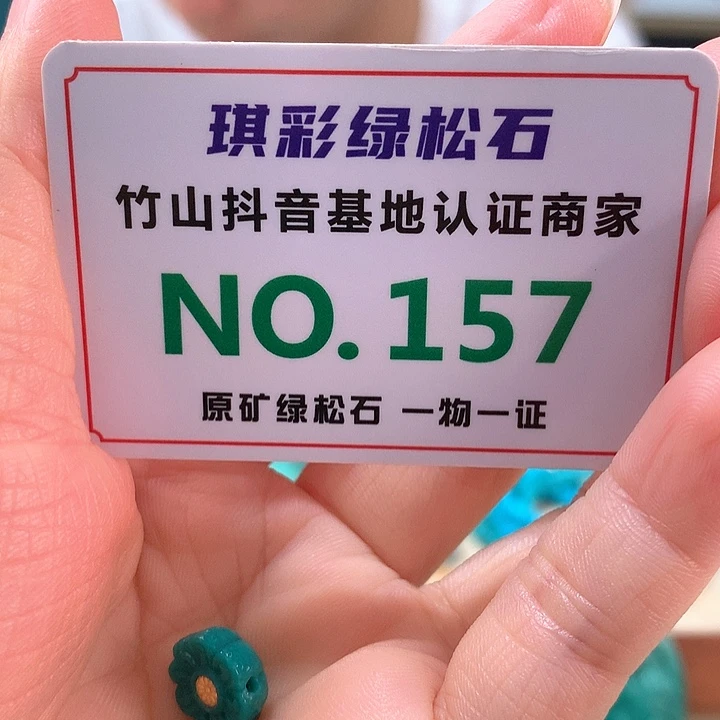 琪彩绿松石
竹山抖音基地认证商家
NO.157
原矿绿松石 一物一证